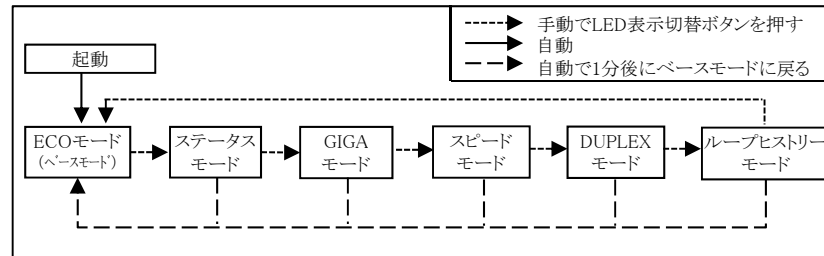 手動でLED表示切替ボタンを押す
自動
自動で1分後にベースモードに戻る
起動
ECOモード
(ベースモード)
ステータス
モード
GIGA
モード
スピード
モード
DUPLEX
モード
ループヒストリー
モード